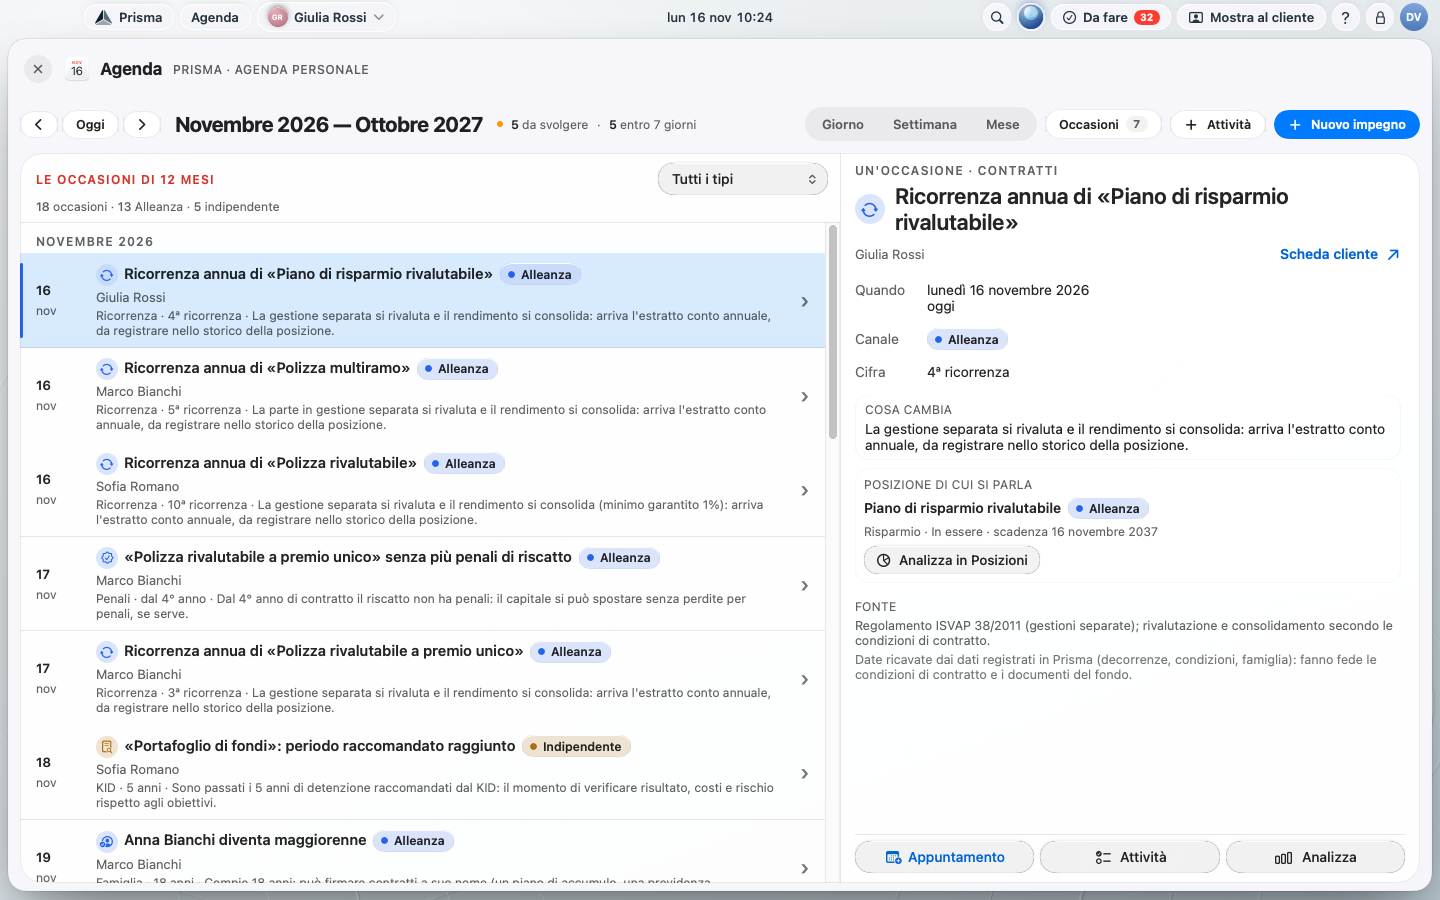 Prisma
Agenda
GR Giulia Rossi
lun 16 nov 10:24
Da fare 32
Mostra al cliente
?
DV
NOV
16
Agenda PRISMA · AGENDA PERSONALE
Oggi
Novembre 2026 — Ottobre 2027
5 da svolgere · 5 entro 7 giorni
Giorno Settimana Mese
Occasioni 7
+ Attività
+ Nuovo impegno
LE OCCASIONI DI 12 MESI
Tutti i tipi
18 occasioni · 13 Alleanza · 5 indipendente
NOVEMBRE 2026
16
nov
Ricorrenza annua di «Piano di risparmio rivalutabile» Alleanza
Giulia Rossi
Ricorrenza · 4ª ricorrenza · La gestione separata si rivaluta e il rendimento si consolida: arriva l'estratto conto annuale,
da registrare nello storico della posizione.
16
nov
Ricorrenza annua di «Polizza multiramo» Alleanza
Marco Bianchi
Ricorrenza · 5ª ricorrenza · La parte in gestione separata si rivaluta e il rendimento si consolida: arriva l'estratto conto
annuale, da registrare nello storico della posizione.
16
nov
Ricorrenza annua di «Polizza rivalutabile» Alleanza
Sofia Romano
Ricorrenza · 10ª ricorrenza · La gestione separata si rivaluta e il rendimento si consolida (minimo garantito 1%): arriva
l'estratto conto annuale, da registrare nello storico della posizione.
17
nov
«Polizza rivalutabile a premio unico» senza più penali di riscatto Alleanza
Marco Bianchi
Penali · dal 4° anno · Dal 4° anno di contratto il riscatto non ha penali: il capitale si può spostare senza perdite per
penali, se serve.
17
nov
Ricorrenza annua di «Polizza rivalutabile a premio unico» Alleanza
Marco Bianchi
Ricorrenza · 3ª ricorrenza · La gestione separata si rivaluta e il rendimento si consolida: arriva l'estratto conto annuale,
da registrare nello storico della posizione.
18
nov
«Portafoglio di fondi»: periodo raccomandato raggiunto Indipendente
Sofia Romano
KID · 5 anni · Sono passati i 5 anni di detenzione raccomandati dal KID: il momento di verificare risultato, costi e rischio
rispetto agli obiettivi.
19
nov
Anna Bianchi diventa maggiorenne Alleanza
Marco Bianchi
Famiglia · 18 anni · Compie 18 anni: può firmare contratti a suo nome (un piano di accumulo, una previdenza
UN'OCCASIONE · CONTRATTI
Ricorrenza annua di «Piano di risparmio
rivalutabile»
Giulia Rossi
Scheda cliente
Quando lunedì 16 novembre 2026
oggi
Canale Alleanza
Cifra 4ª ricorrenza
COSA CAMBIA
La gestione separata si rivaluta e il rendimento si consolida: arriva l'estratto conto
annuale, da registrare nello storico della posizione.
POSIZIONE DI CUI SI PARLA
Piano di risparmio rivalutabile Alleanza
Risparmio · In essere · scadenza 16 novembre 2037
Analizza in Posizioni
FONTE
Regolamento ISVAP 38/2011 (gestioni separate); rivalutazione e consolidamento secondo le
condizioni di contratto.
Date ricavate dai dati registrati in Prisma (decorrenze, condizioni, famiglia): fanno fede le
condizioni di contratto e i documenti del fondo.
Appuntamento
Attività
Analizza